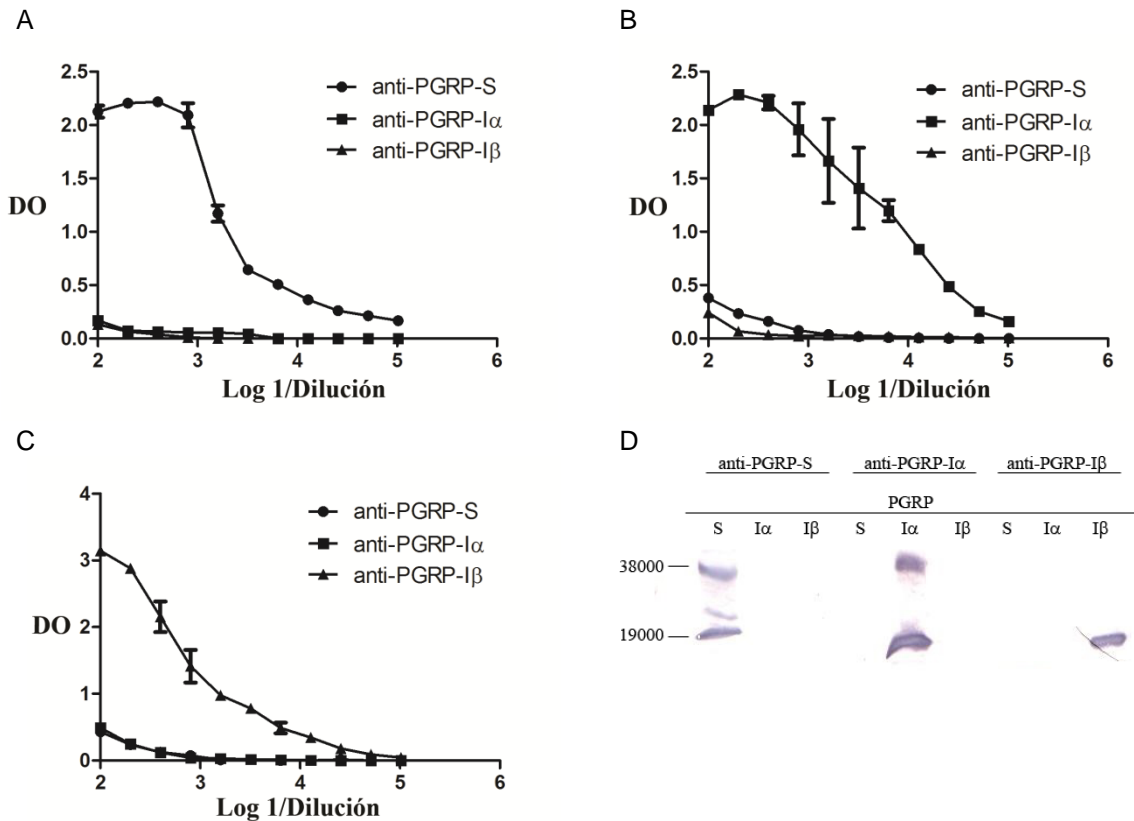 A
2.5
2.0
1.5
1.0
0.5
0.0
DO
2 3 4 5 6
Log 1/Dilución
anti-PGRP-S
anti-PGRP-Iα
anti-PGRP-Iβ
B
2.5
2.0
1.5
1.0
0.5
0.0
DO
2 3 4 5 6
Log 1/Dilución
anti-PGRP-S
anti-PGRP-Iα
anti-PGRP-Iβ
C
4
3
2
1
0
DO
2 3 4 5 6
Log 1/Dilución
anti-PGRP-S
anti-PGRP-Iα
anti-PGRP-Iβ
D
anti-PGRP-S anti-PGRP-Iα anti-PGRP-Iβ
PGRP
S Iα Iβ S Iα Iβ S Iα Iβ
38000
19000